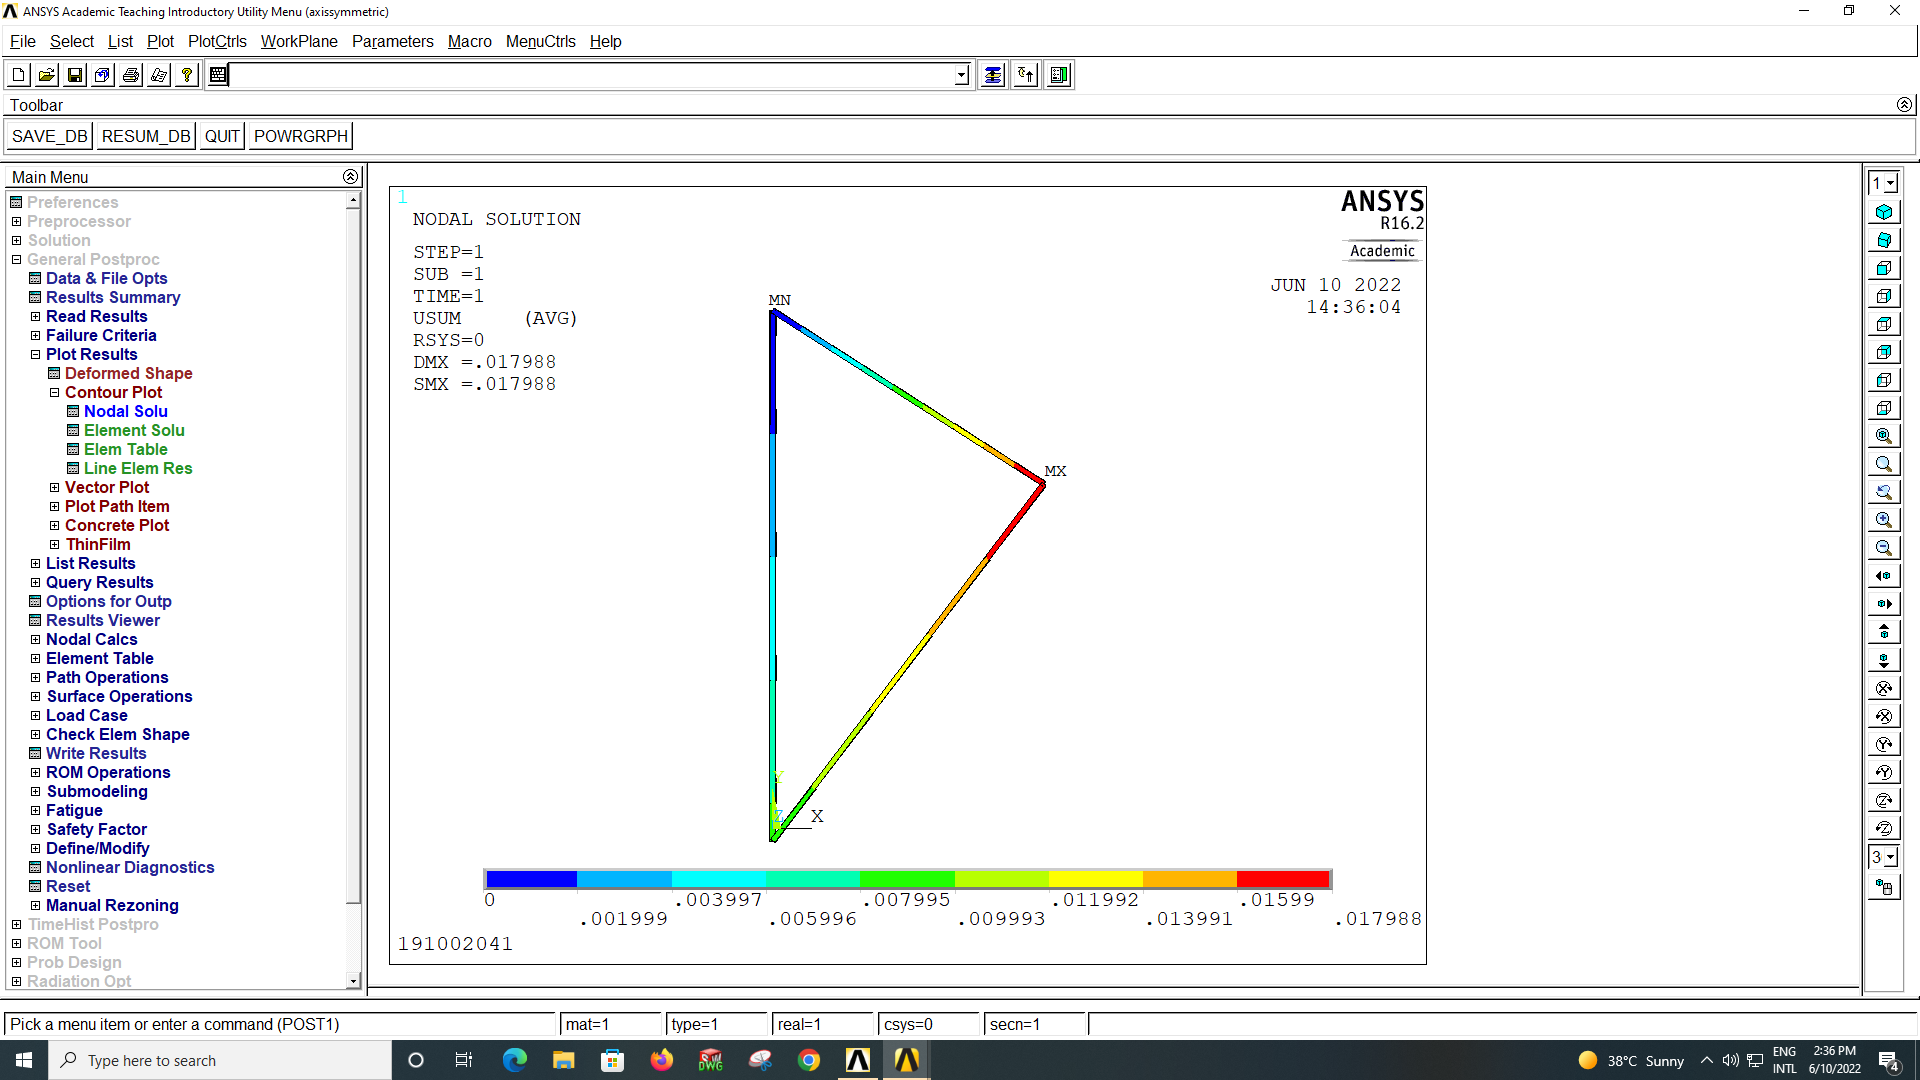 ANSYS Academic Teaching Introductory Utility Menu (axissymmetric)
File Select List Plot PlotCtrls WorkPlane Parameters Macro MenuCtrls Help
Toolbar
SAVE_DB RESUM_DB QUIT POWRGRPH
Main Menu
Preferences
Preprocessor
Solution
General Postproc
Data & File Opts
Results Summary
Read Results
Failure Criteria
Plot Results
Deformed Shape
Contour Plot
Nodal Solu
Element Solu
Elem Table
Line Elem Res
Vector Plot
Plot Path Item
Concrete Plot
ThinFilm
List Results
Query Results
Options for Outp
Results Viewer
Nodal Calcs
Element Table
Path Operations
Surface Operations
Load Case
Check Elem Shape
Write Results
ROM Operations
Submodeling
Fatigue
Safety Factor
Define/Modify
Nonlinear Diagnostics
Reset
Manual Rezoning
TimeHist Postpro
ROM Tool
Prob Design
Radiation Opt
1
NODAL SOLUTION
STEP=1
SUB =1
TIME=1
USUM (AVG)
RSYS=0
DMX =.017988
SMX =.017988
ANSYS
R16.2
Academic
JUN 10 2022
14:36:04
MN
MX
Y
Z X
0 .003997 .007995 .011992 .01599
.001999 .005996 .009993 .013991 .017988
191002041
1
3
Pick a menu item or enter a command (POST1) mat=1 type=1 real=1 csys=0 secn=1
Type here to search
DWG
38°C Sunny
ENG
INTL
2:36 PM
6/10/2022
4